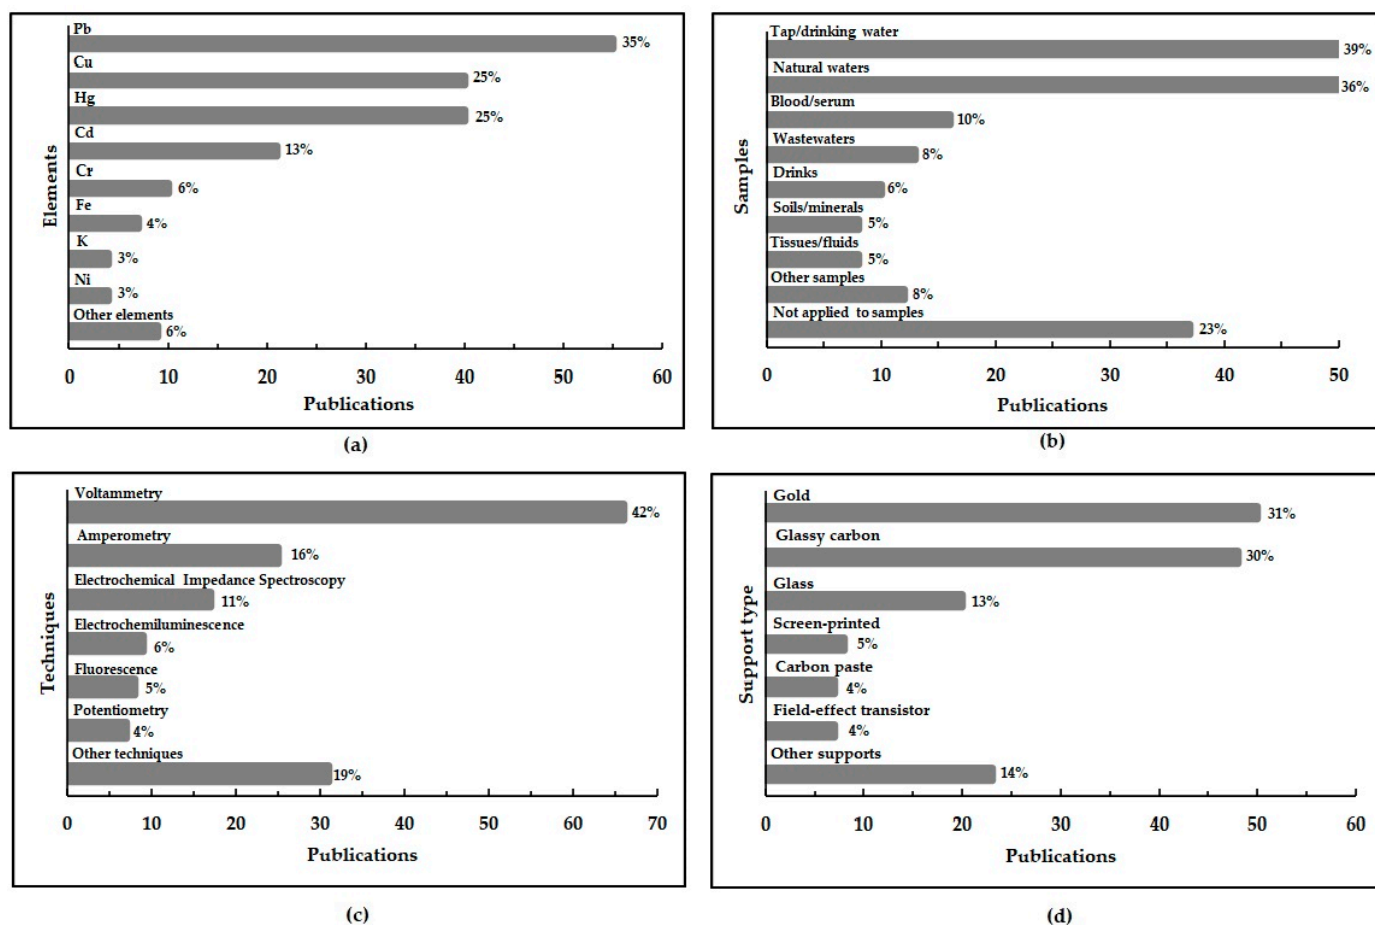 Pb
35%
Cu
25%
Hg
25%
Cd
13%
Cr
6%
Fe
4%
K
3%
Ni
3%
Other elements
6%
Elements
0 10 20 30 40 50 60
Publications
(a)
Tap/drinking water
39%
Natural waters
36%
Blood/serum
10%
Wastewaters
8%
Drinks
6%
Soils/minerals
5%
Tissues/fluids
5%
Other samples
8%
Not applied to samples
23%
Samples
0 10 20 30 40 50
Publications
(b)
Voltammetry
42%
Amperometry
16%
Electrochemical Impedance Spectroscopy
11%
Electrochemiluminescence
6%
Fluorescence
5%
Potentiometry
4%
Other techniques
19%
Techniques
0 10 20 30 40 50 60 70
Publications
(c)
Gold
31%
Glassy carbon
30%
Glass
13%
Screen-printed
5%
Carbon paste
4%
Field-effect transistor
4%
Other supports
14%
Support type
0 10 20 30 40 50 60
Publications
(d)